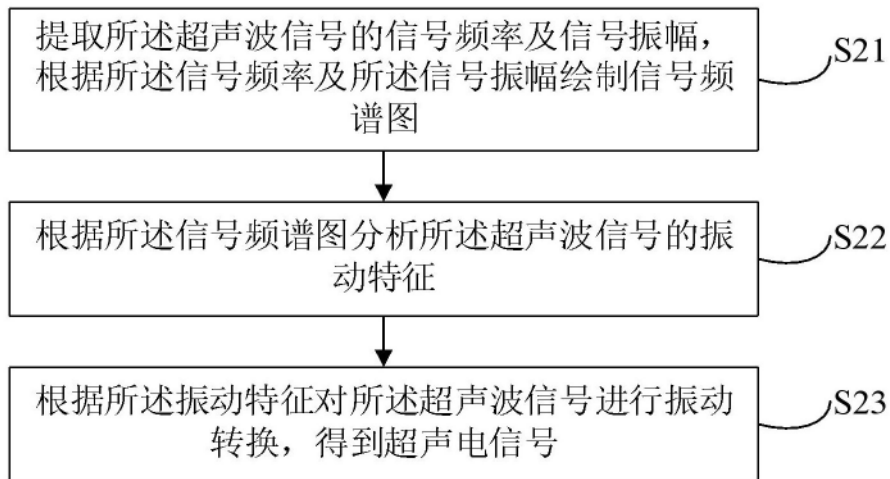 提取所述超声波信号的信号频率及信号振幅，
根据所述信号频率及所述信号振幅绘制信号频
谱图
S21
根据所述信号频谱图分析所述超声波信号的振
动特征
S22
根据所述振动特征对所述超声波信号进行振动
转换，得到超声电信号
S23